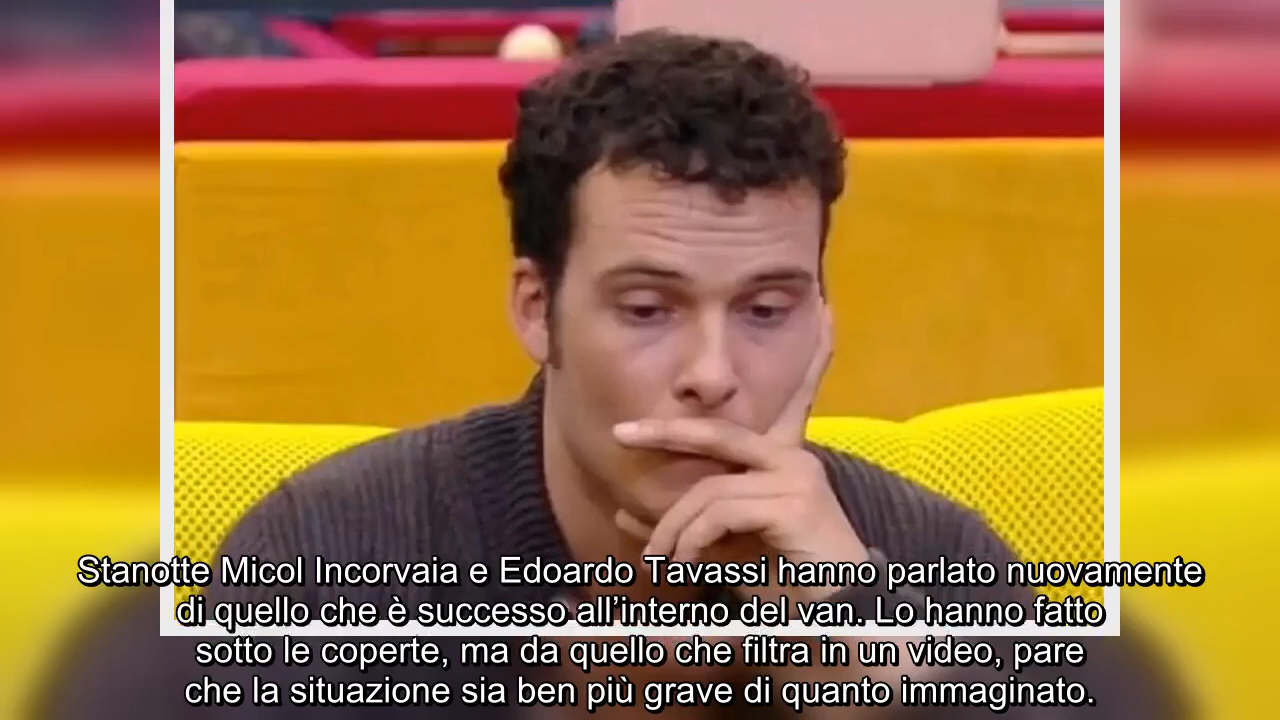 Stanotte Micol Incorvaia e Edoardo Tavassi hanno parlato nuovamente
di quello che è successo all’interno del van. Lo hanno fatto
sotto le coperte, ma da quello che filtra in un video, pare
che la situazione sia ben più grave di quanto immaginato.